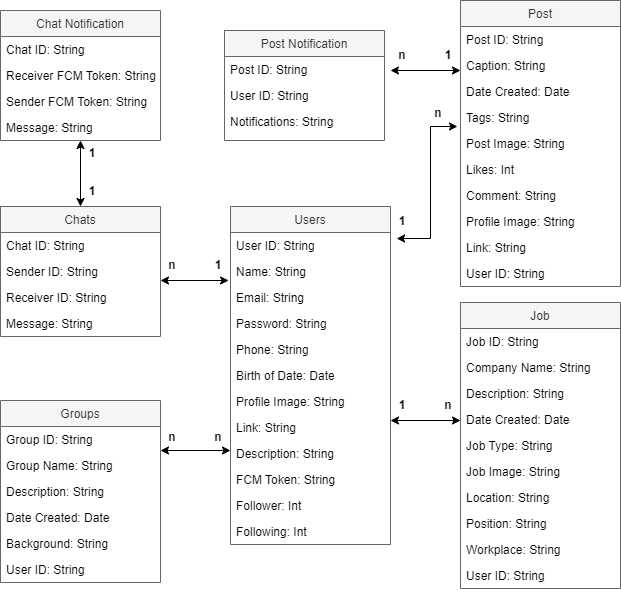 Chat Notification
Chat ID: String
Receiver FCM Token: String
Sender FCM Token: String
Message: String
Post Notification
Post ID: String
User ID: String
Notifications: String
n
1
Post
Post ID: String
Caption: String
Date Created: Date
Tags: String
Post Image: String
Likes: Int
Comment: String
Profile Image: String
Link: String
User ID: String
n
1
1
1
Chats
Chat ID: String
Sender ID: String
Receiver ID: String
Message: String
n
1
Users
User ID: String
Name: String
Email: String
Password: String
Phone: String
Birth of Date: Date
Profile Image: String
Link: String
Description: String
FCM Token: String
Follower: Int
Following: Int
1
n
Job
Job ID: String
Company Name: String
Description: String
Date Created: Date
Job Type: String
Job Image: String
Location: String
Position: String
Workplace: String
User ID: String
Groups
Group ID: String
Group Name: String
Description: String
Date Created: Date
Background: String
User ID: String
n
n